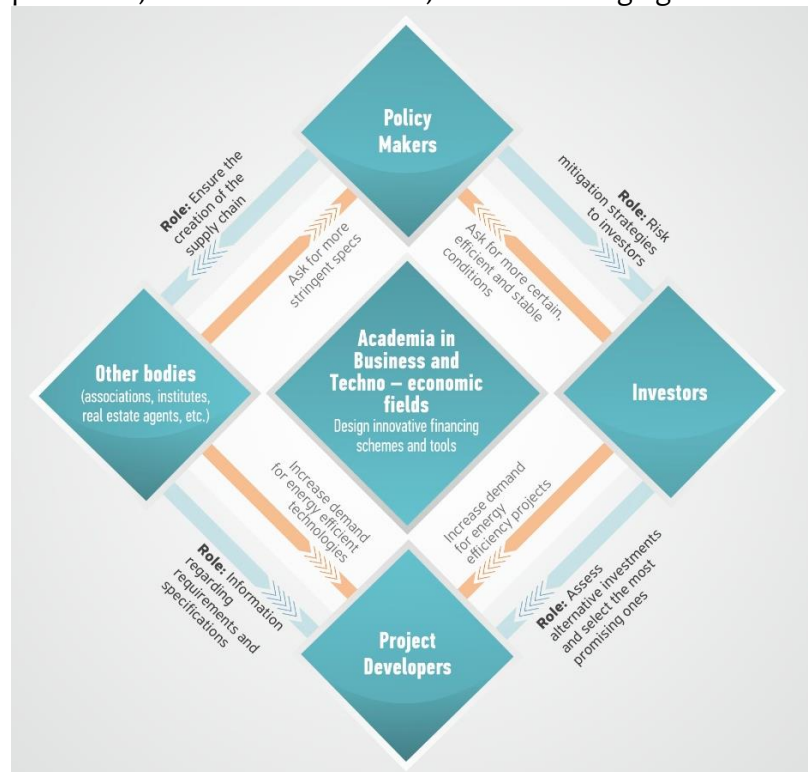 Policy
Makers
Role: Ensure the
creation of the
supply chain
Ask for more
stringent specs
Role: Risk
mitigation strategies
to investors
Ask for more certain,
efficient and stable
conditions
Other bodies
(associations, institutes,
real estate agents, etc.)
Academia in
Business and
Techno – economic
fields
Design innovative financing
schemes and tools
Investors
Increase demand
for energy efficient
technologies
Role: Information
regarding
requirements and
specifications
Increase demand
for energy
efficiency projects
Role: Assess
alternative investments
and select the most
promising ones
Project
Developers